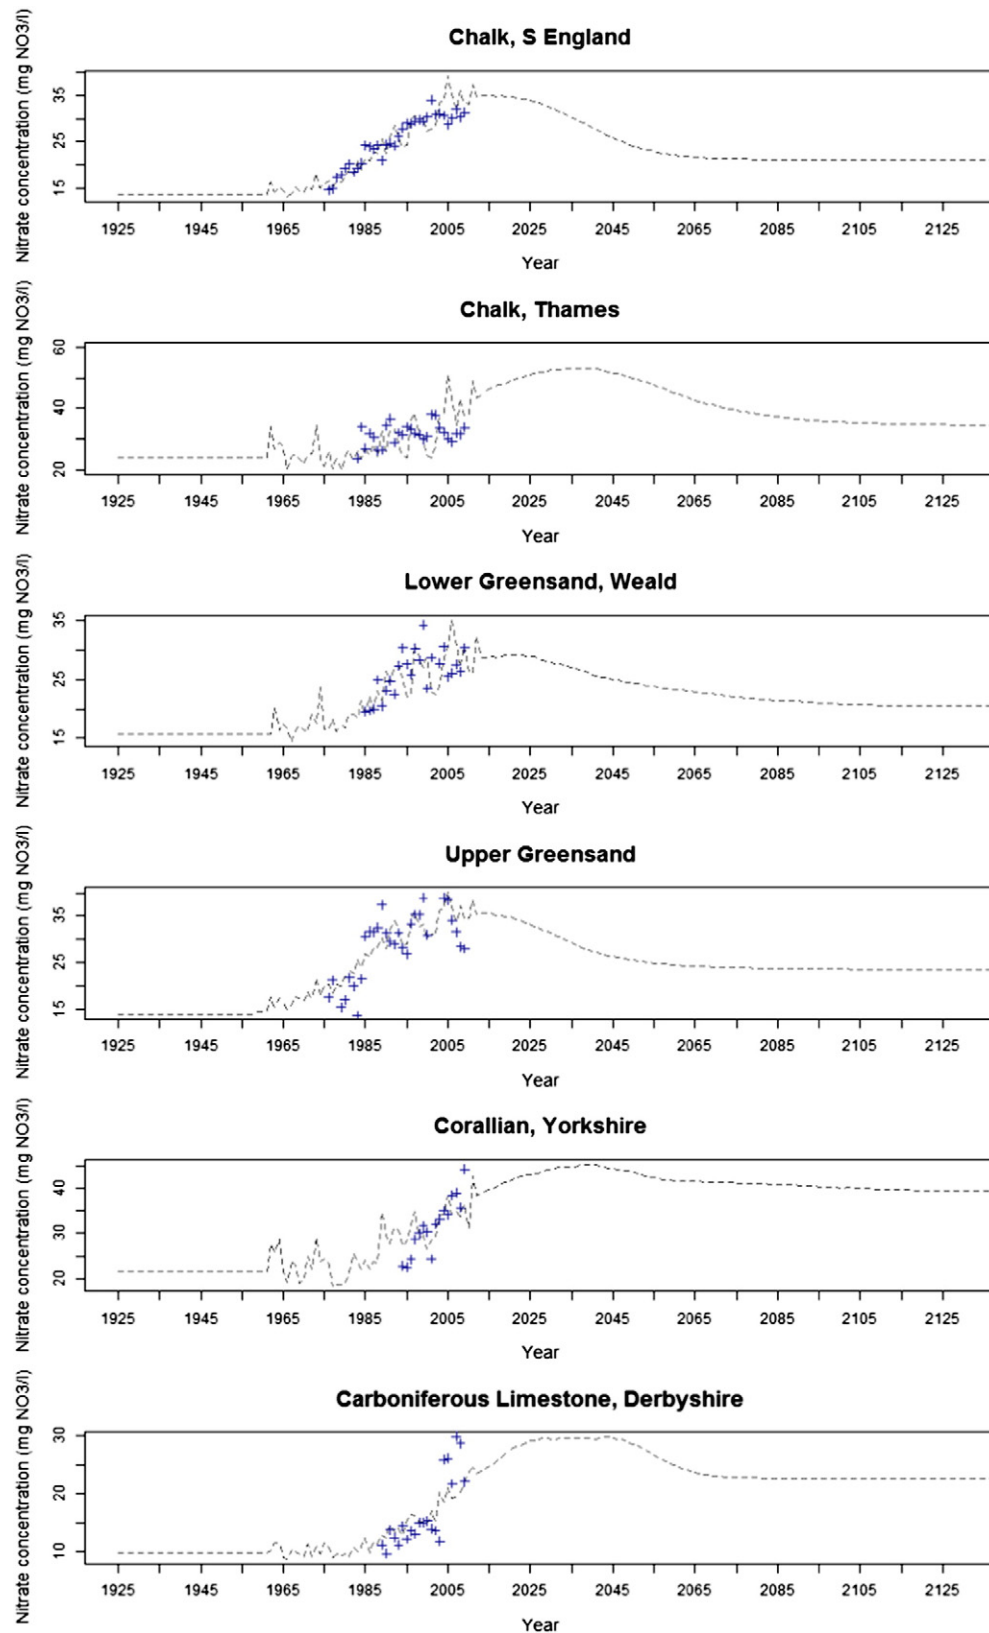 Chalk, S England
Nitrate concentration (mg NO3/l)
35
25
15
1925 1945 1965 1985 2005 2025 2045 2065 2085 2105 2125
Year
Chalk, Thames
Nitrate concentration (mg NO3/l)
60
40
20
1925 1945 1965 1985 2005 2025 2045 2065 2085 2105 2125
Year
Lower Greensand, Weald
Nitrate concentration (mg NO3/l)
35
25
15
1925 1945 1965 1985 2005 2025 2045 2065 2085 2105 2125
Year
Upper Greensand
Nitrate concentration (mg NO3/l)
35
25
15
1925 1945 1965 1985 2005 2025 2045 2065 2085 2105 2125
Year
Corallian, Yorkshire
Nitrate concentration (mg NO3/l)
40
30
20
1925 1945 1965 1985 2005 2025 2045 2065 2085 2105 2125
Year
Carboniferous Limestone, Derbyshire
Nitrate concentration (mg NO3/l)
30
20
10
1925 1945 1965 1985 2005 2025 2045 2065 2085 2105 2125
Year